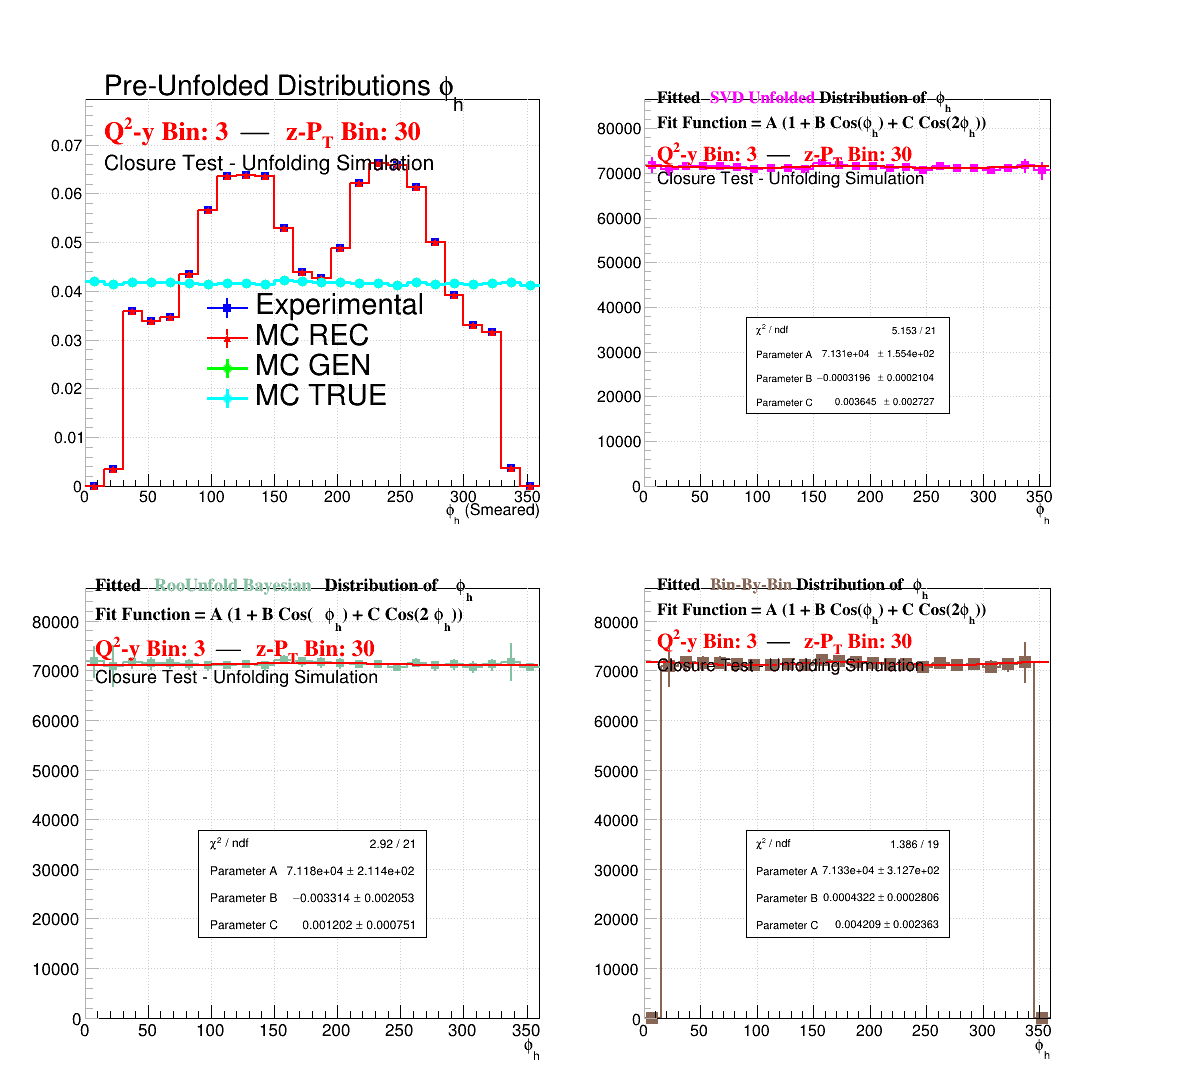 Pre-Unfolded Distributions ϕh
Q2-y Bin: 3 — z-PT Bin: 30
Closure Test - Unfolding Simulation
0.07
0.06
0.05
0.04
0.03
0.02
0.01
0
Experimental
MC REC
MC GEN
MC TRUE
0 50 100 150 200 250 300 350
ϕh (Smeared)
Fitted SVD Unfolded Distribution of ϕh
Fit Function = A (1 + B Cos(ϕh) + C Cos(2ϕh))
Q2-y Bin: 3 — z-PT Bin: 30
Closure Test - Unfolding Simulation
80000
70000
60000
50000
40000
30000
20000
10000
0
χ2 / ndf 5.153 / 21
Parameter A 7.131e+04 ± 1.554e+02
Parameter B −0.0003196 ± 0.0002104
Parameter C 0.003645 ± 0.002727
0 50 100 150 200 250 300 350
ϕh
Fitted RooUnfold Bayesian Distribution of ϕh
Fit Function = A (1 + B Cos( ϕh) + C Cos(2 ϕh))
Q2-y Bin: 3 — z-PT Bin: 30
Closure Test - Unfolding Simulation
80000
70000
60000
50000
40000
30000
20000
10000
0
χ2 / ndf 2.92 / 21
Parameter A 7.118e+04 ± 2.114e+02
Parameter B −0.003314 ± 0.002053
Parameter C 0.001202 ± 0.000751
0 50 100 150 200 250 300 350
ϕh
Fitted Bin-By-Bin Distribution of ϕh
Fit Function = A (1 + B Cos(ϕh) + C Cos(2ϕh))
Q2-y Bin: 3 — z-PT Bin: 30
Closure Test - Unfolding Simulation
80000
70000
60000
50000
40000
30000
20000
10000
0
χ2 / ndf 1.386 / 19
Parameter A 7.133e+04 ± 3.127e+02
Parameter B 0.0004322 ± 0.0002806
Parameter C 0.004209 ± 0.002363
0 50 100 150 200 250 300 350
ϕh